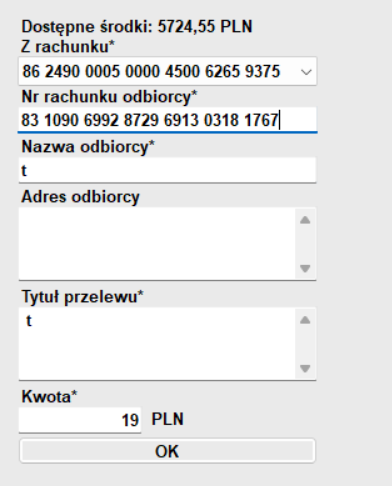 Dostępne środki: 5724,55 PLN
Z rachunku*
86 2490 0005 0000 4500 6265 9375
Nr rachunku odbiorcy*
83 1090 6992 8729 6913 0318 1767
Nazwa odbiorcy*
t
Adres odbiorcy
Tytuł przelewu*
t
Kwota*
19 PLN
OK